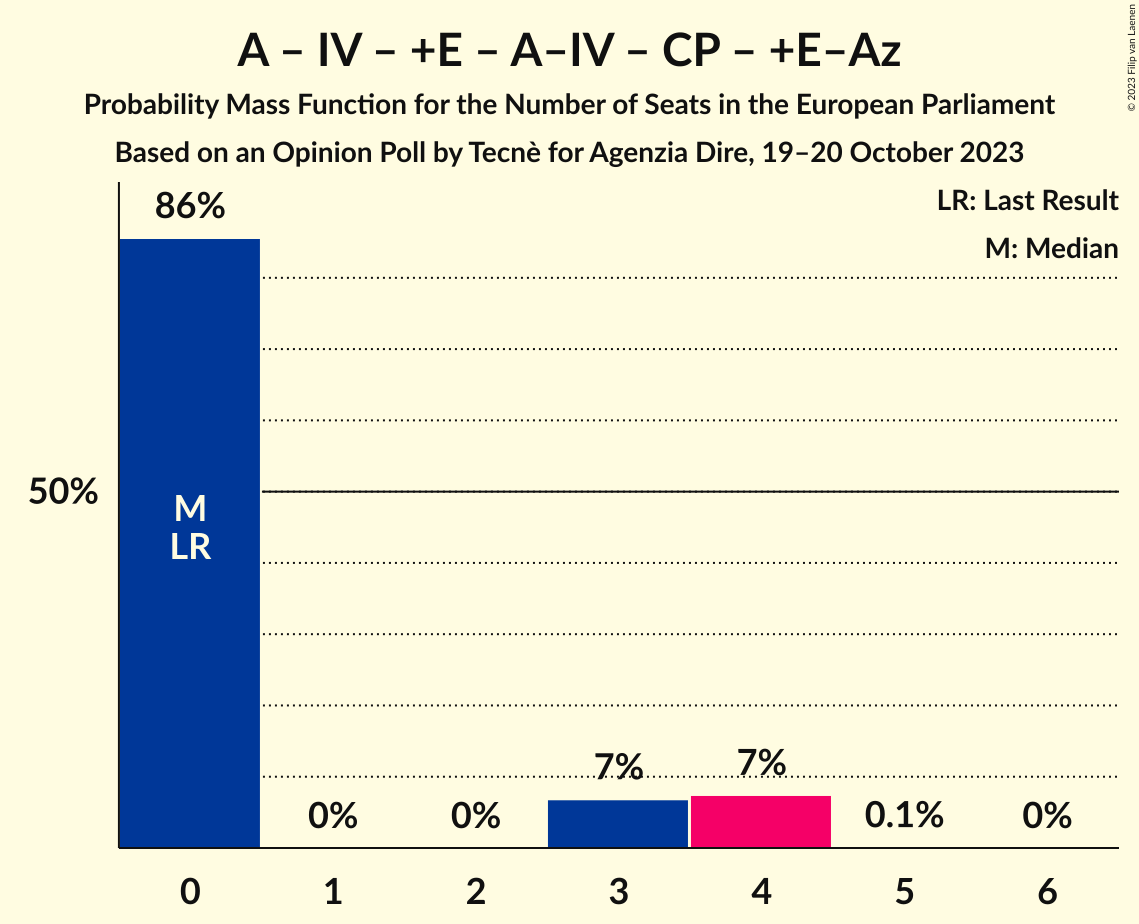 A – IV – +E – A–IV – CP – +E–Az
Probability Mass Function for the Number of Seats in the European Parliament
Based on an Opinion Poll by Tecnè for Agenzia Dire, 19–20 October 2023
© 2023 Filip van Laenen
LR: Last Result
M: Median
86%
50%
M
LR
0% 0% 7% 7% 0.1% 0%
0 1 2 3 4 5 6